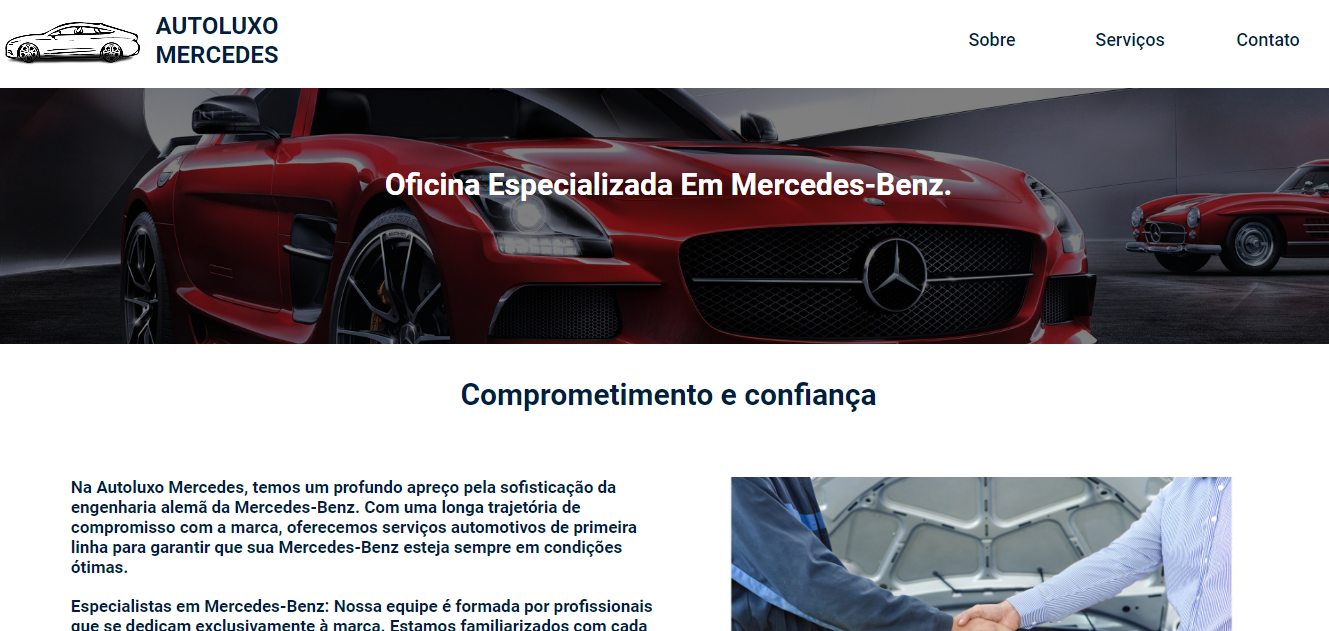 AUTOLUXO
MERCEDES
Sobre
Serviços
Contato
Oficina Especializada Em Mercedes-Benz.
Comprometimento e confiança
Na Autoluxo Mercedes, temos um profundo apreço pela sofisticação da
engenharia alemã da Mercedes-Benz. Com uma longa trajetória de
compromisso com a marca, oferecemos serviços automotivos de primeira
linha para garantir que sua Mercedes-Benz esteja sempre em condições
ótimas.
Especialistas em Mercedes-Benz: Nossa equipe é formada por profissionais
que se dedicam exclusivamente à marca. Estamos familiarizados com cada